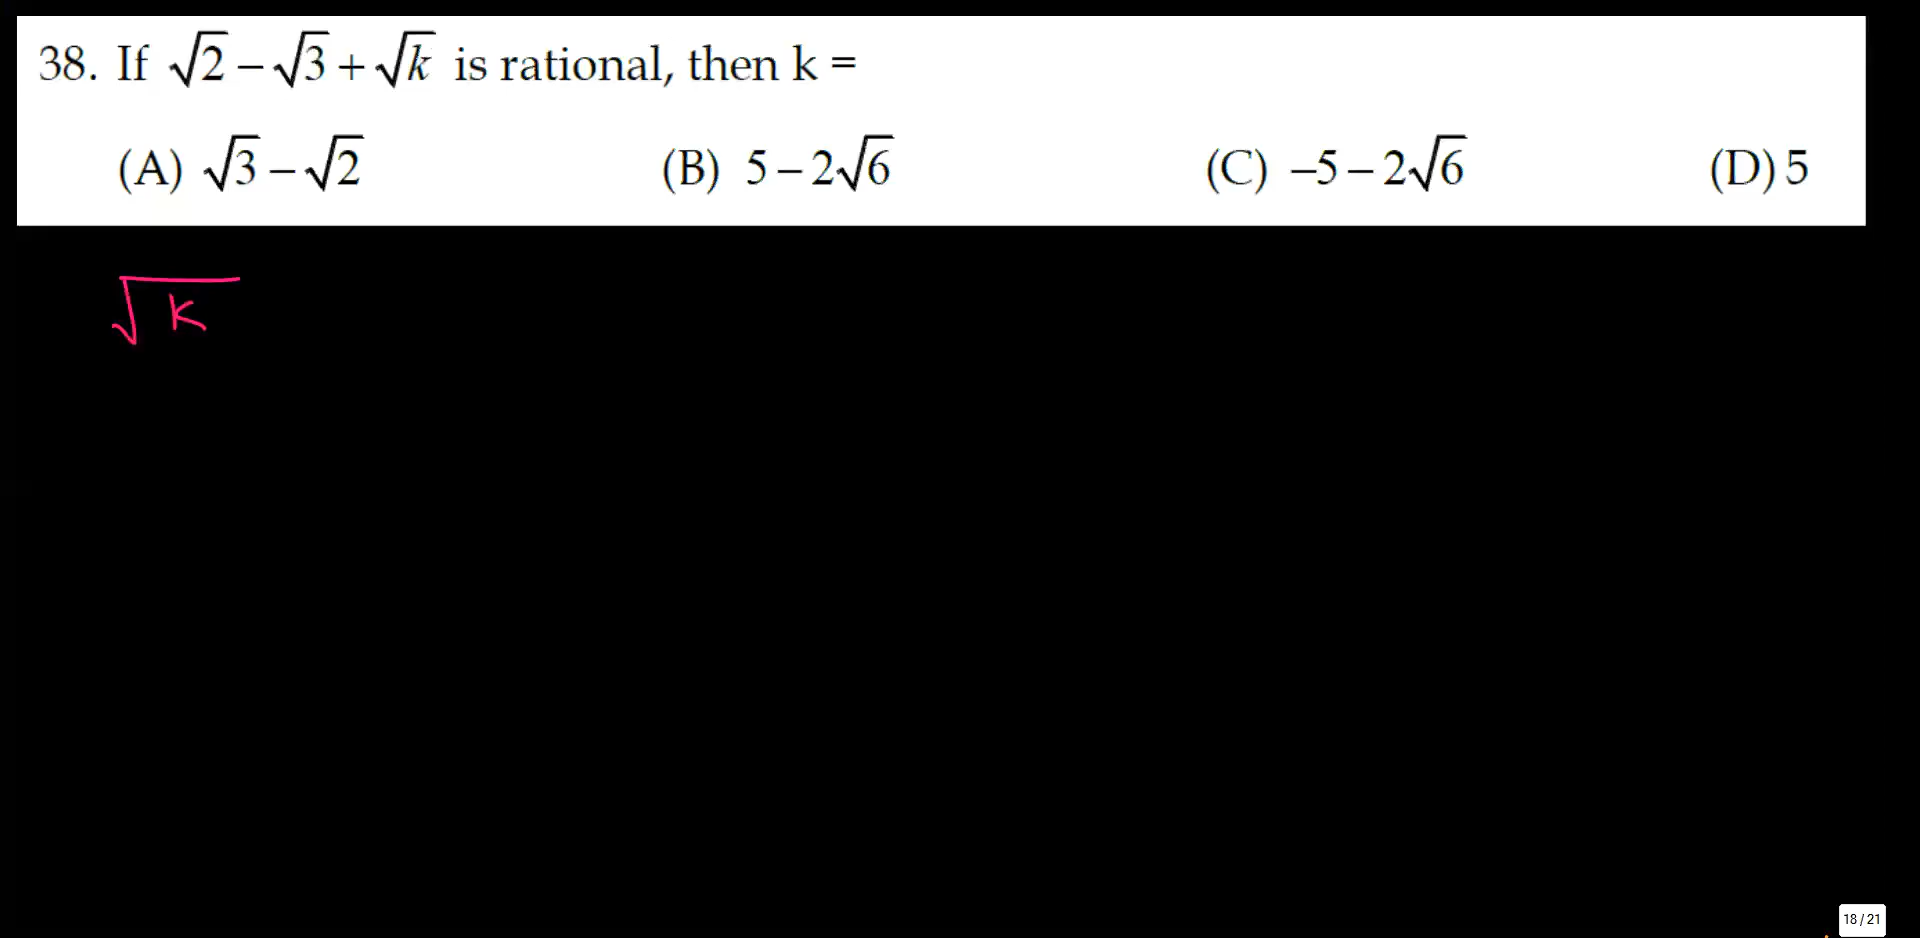 38. If √2 − √3 + √k is rational, then k =
(A) √3 − √2 (B) 5 − 2√6 (C) −5 − 2√6 (D) 5
√K
18 / 21